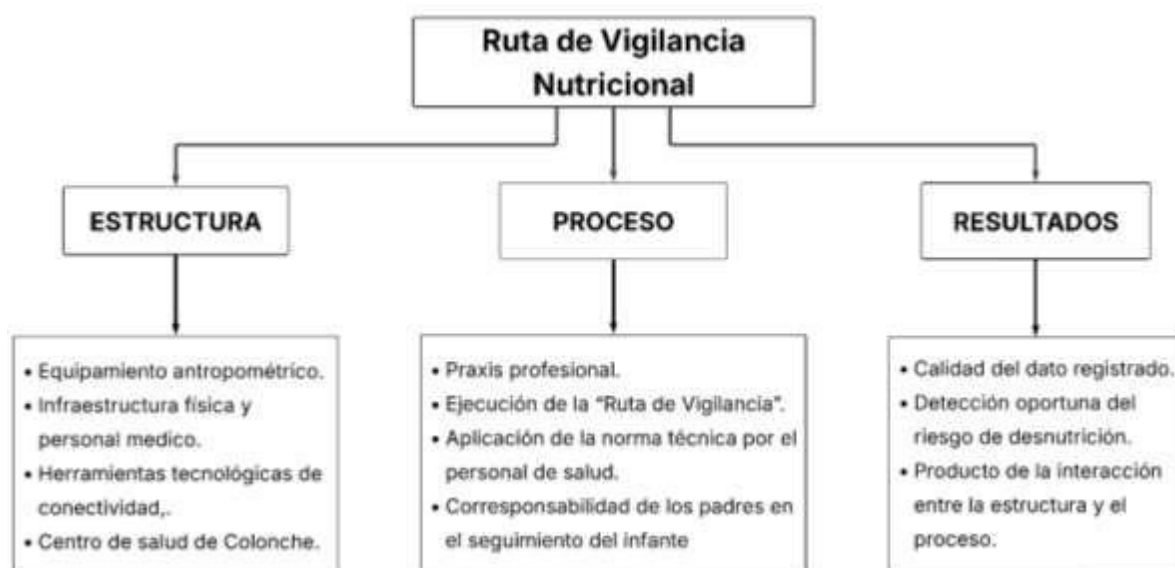 Ruta de Vigilancia
Nutricional
ESTRUCTURA
PROCESO
RESULTADOS
• Equipamiento antropométrico.
• Infraestructura física y
personal medico.
• Herramientas tecnológicas de
conectividad,.
• Centro de salud de Colonche.
• Praxis profesional.
• Ejecución de la "Ruta de Vigilancia".
• Aplicación de la norma técnica por el
personal de salud.
• Corresponsabilidad de los padres en
el seguimiento del infante
• Calidad del dato registrado.
• Detección oportuna del
riesgo de desnutrición.
• Producto de la interacción
entre la estructura y el
proceso.